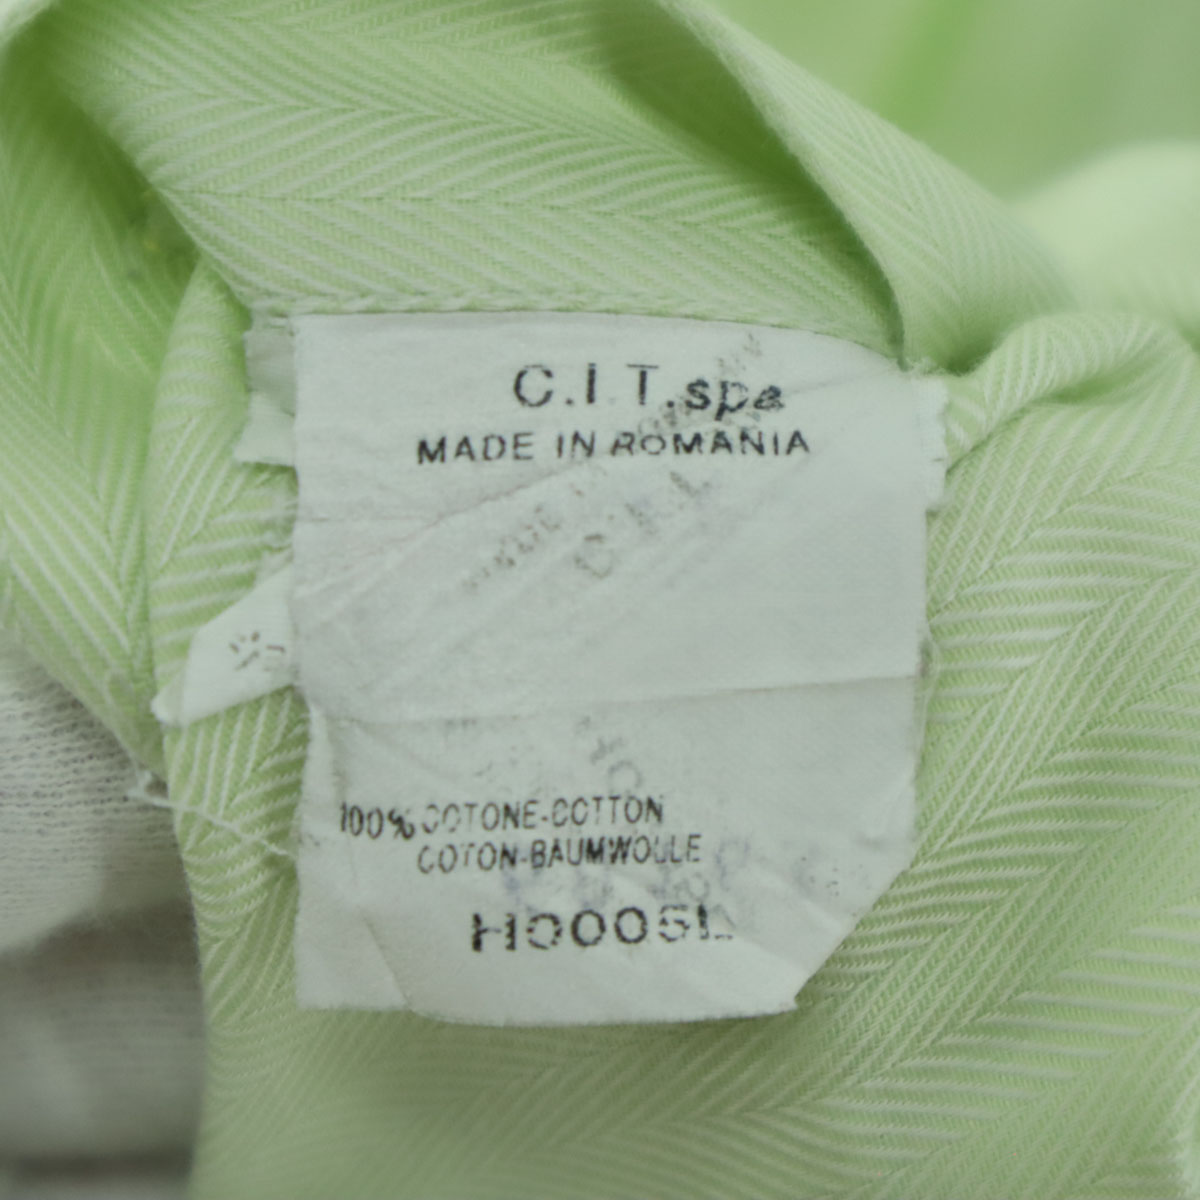 C.I.T.spa
MADE IN ROMANIA
100% COTONE-COTTON
COTON-BAUMWOLLE
H0005L